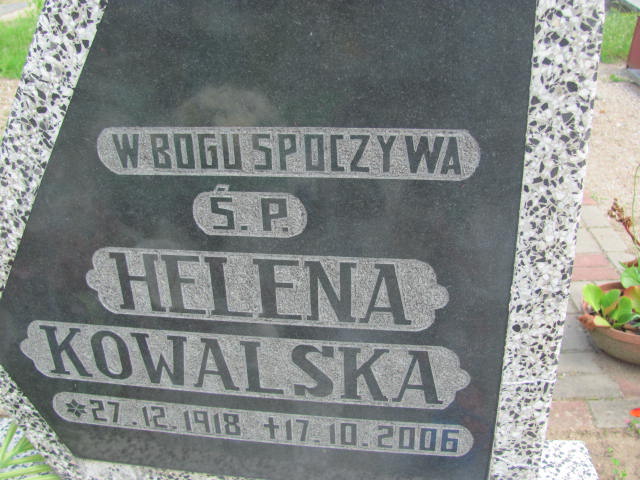 W BOGU SPOCZYWA
Ś. P.
HELENA
KOWALSKA
*27.12.1918 †17.10.2006